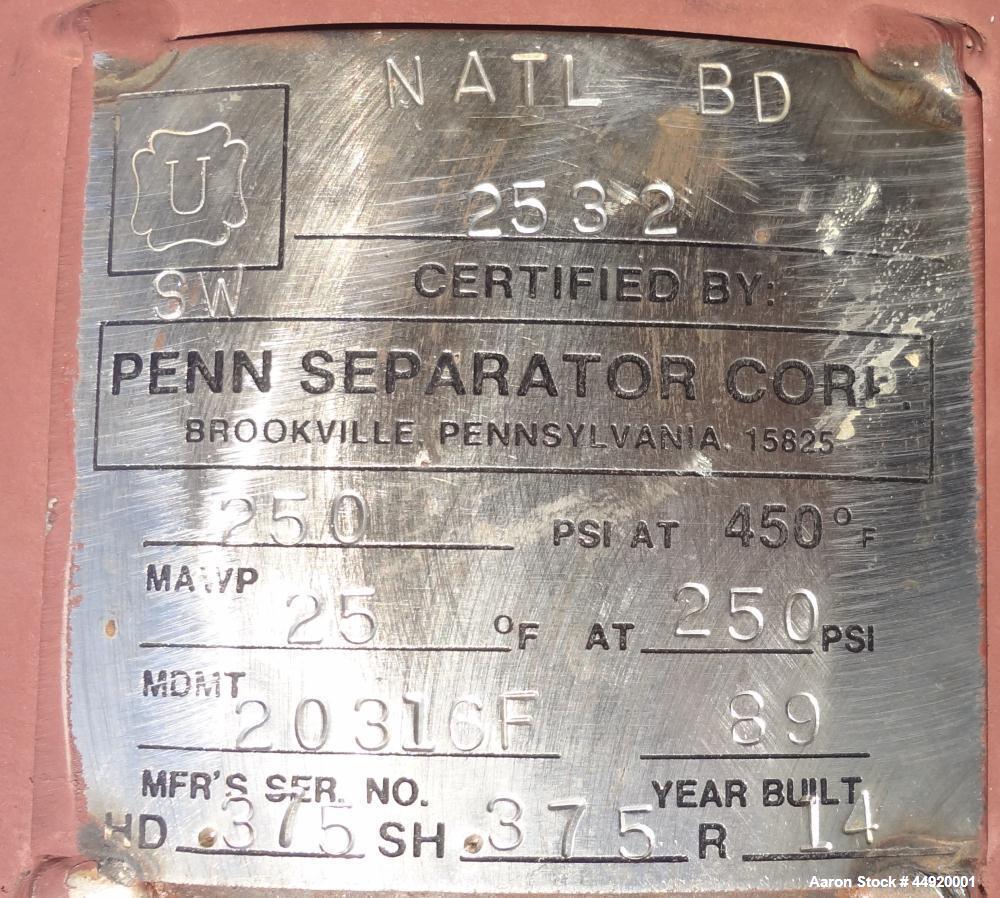 NATL BD
U
2532
SW
CERTIFIED BY:
PENN SEPARATOR CORP.
BROOKVILLE, PENNSYLVANIA. 15825
250 PSI AT 450°F
MAWP
25 °F AT 250 PSI
MDMT
20316F 89
MFR'S SER. NO. YEAR BUILT
HD .375 SH .375 R 14
Aaron Stock # 44920001